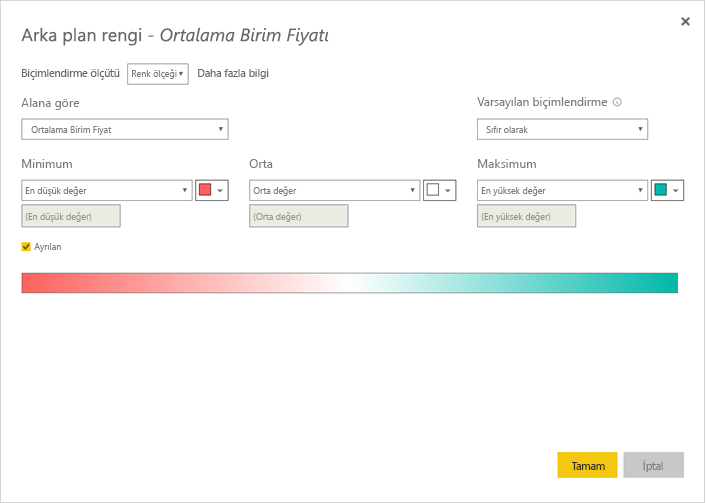 Arka plan rengi - Ortalama Birim Fiyatı
Biçimlendirme ölçütü Renk ölçeği Daha fazla bilgi
Alana göre Varsayılan biçimlendirme
Ortalama Birim Fiyat Sıfır olarak
Minimum Orta Maksimum
En düşük değer Orta değer En yüksek değer
(En düşük değer) (Orta değer) (En yüksek değer)
Ayrılan
Tamam İptal